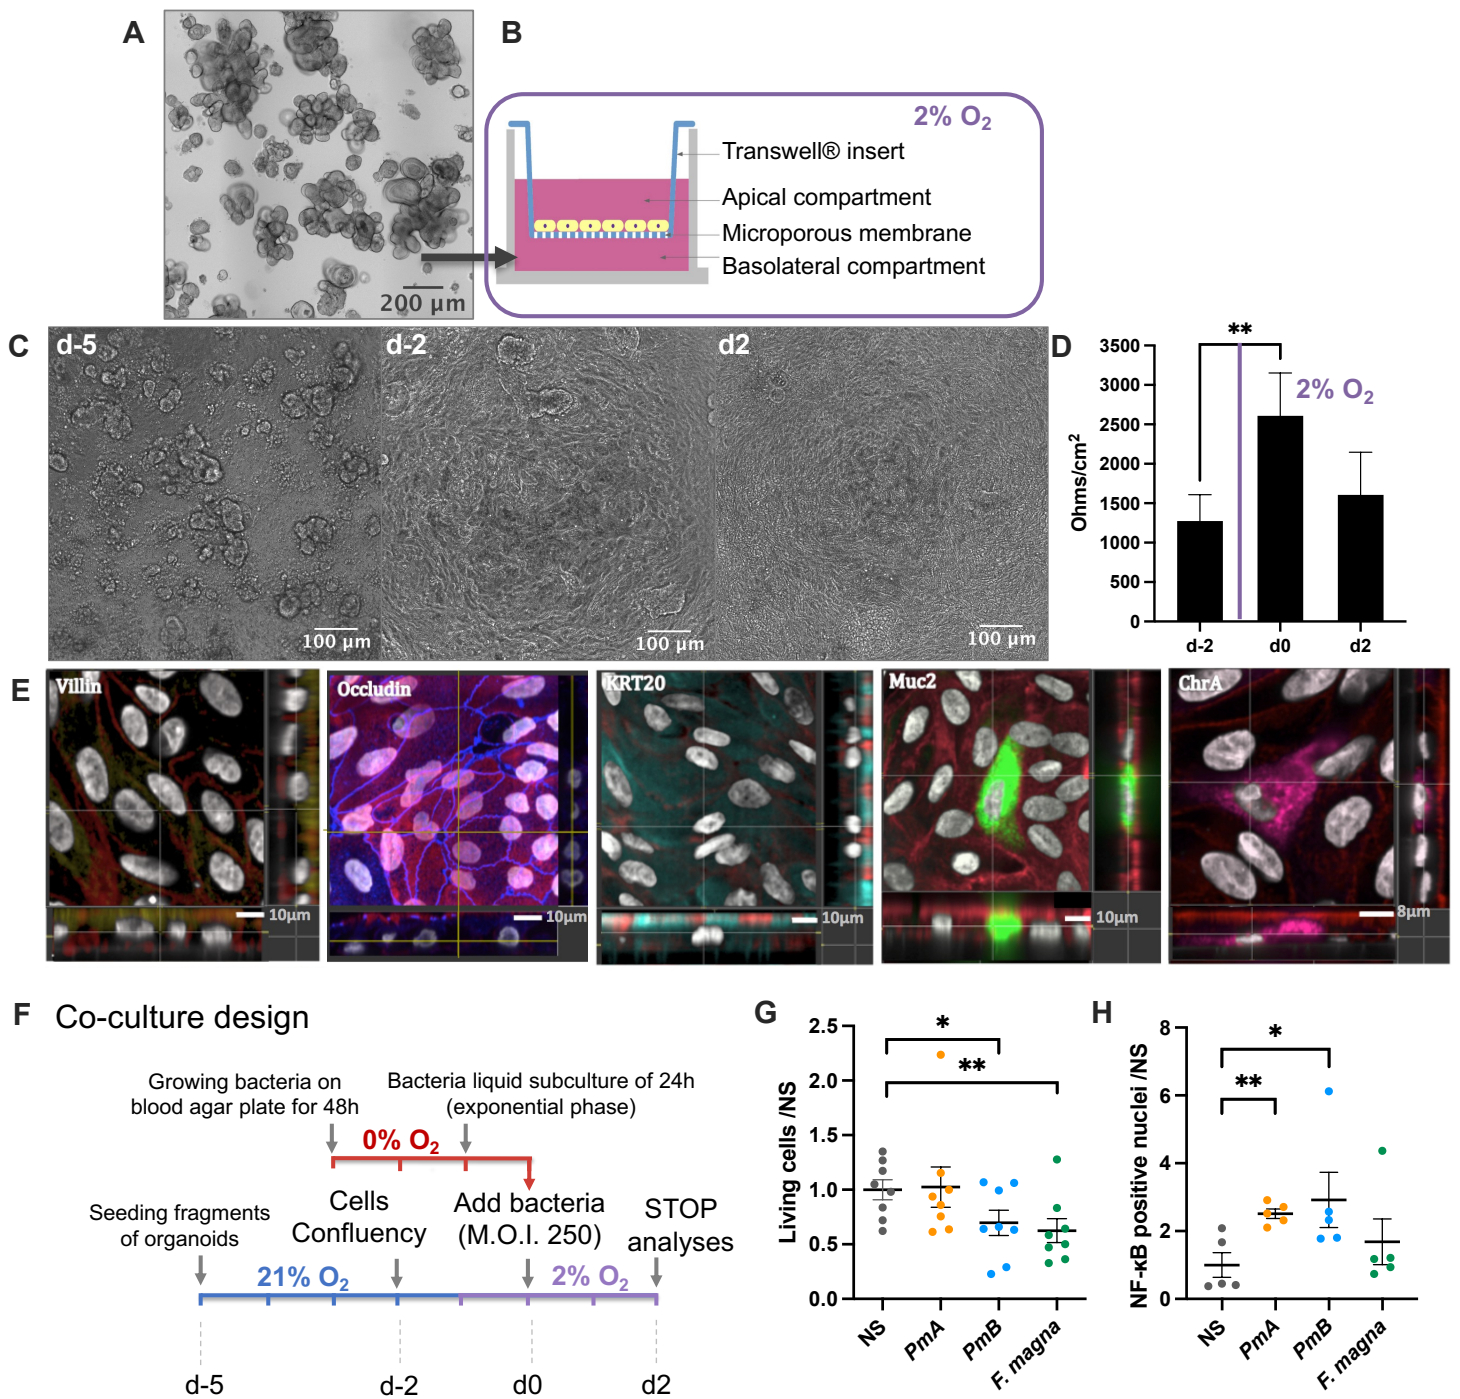 A
200 µm
B
2% O2
Transwell® insert
Apical compartment
Microporous membrane
Basolateral compartment
C
d-5
100 µm
d-2
100 µm
d2
100 µm
D
**
2% O2
3500
3000
2500
2000
1500
1000
500
0
Ohms/cm2
d-2
d0
d2
E
Villin
10µm
Occludin
10µm
KRT20
10µm
Muc2
10µm
ChrA
8µm
F
Co-culture design
Growing bacteria on
blood agar plate for 48h
Bacteria liquid subculture of 24h
(exponential phase)
0% O2
Seeding fragments
of organoids
Cells
Confluency
Add bacteria
(M.O.I. 250)
STOP
analyses
21% O2
2% O2
d-5
d-2
d0
d2
G
2.5
2.0
1.5
1.0
0.5
0.0
Living cells /NS
*
**
NS
PmA
PmB
F. magna
H
8
6
4
2
0
NF-κB positive nuclei /NS
*
**
NS
PmA
PmB
F. magna